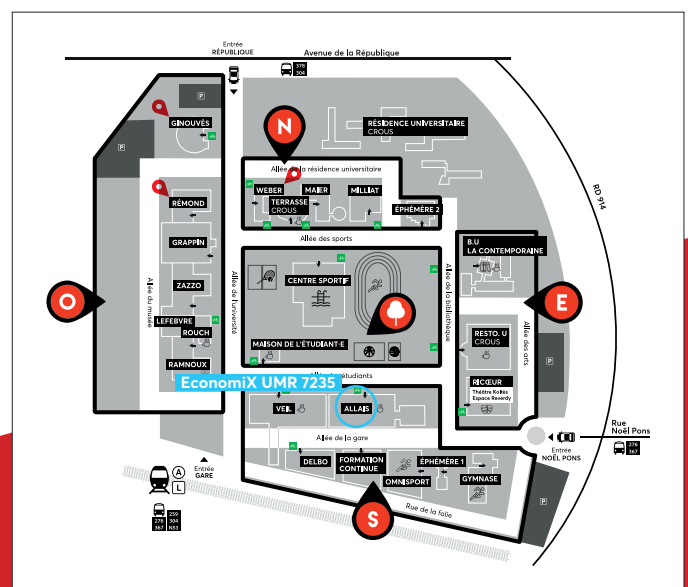 Entrée
RÉPUBLIQUE
Avenue de la République
378
304
P
GINOUVÈS
P
N
RÉSIDENCE UNIVERSITAIRE
CROUS
Allée de la résidence universitaire
WEBER
MAIER
MILLIAT
TERRASSE
CROUS
ÉPHÉMÈRE 2
RÉMOND
GRAPPIN
Allée des sports
RD 914
B.U
LA CONTEMPORAINE
ZAZZO
CENTRE SPORTIF
Allée du musée
Allée de l'université
Allée de la bibliothèque
O
E
LEFEBVRE
ROUCH
RESTO. U
CROUS
Allée des arts
MAISON DE L'ÉTUDIANT·E
RAMNOUX
étudiants
EconomiX UMR 7235
P
RICŒUR
Théâtre Koltès
Espace Reverdy
VEIL
ALLAIS
Allée de la gare
Rue
Noël Pons
276
367
Entrée
NOËL PONS
Entrée
GARE
DELBO
FORMATION
CONTINUE
ÉPHÉMÈRE 1
OMNISPORT
GYMNASE
A
L
S
Rue de la folie
P
259
276 304
367 N53